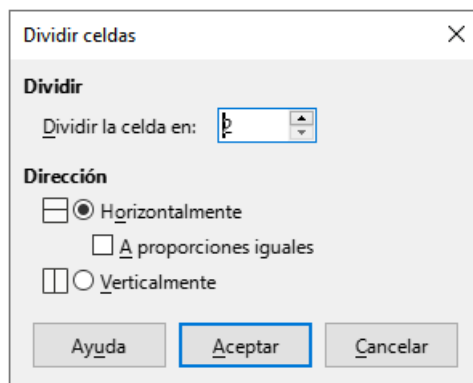 Dividir celdas
Dividir
Dividir la celda en: 2
Dirección
Horizontalmente
A proporciones iguales
Verticalmente
Ayuda Aceptar Cancelar